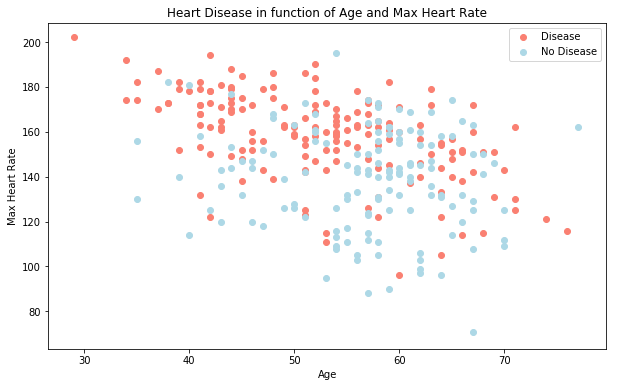 Heart Disease in function of Age and Max Heart Rate
Disease
No Disease
Max Heart Rate
200
180
160
140
120
100
80
30
40
50
60
70
Age